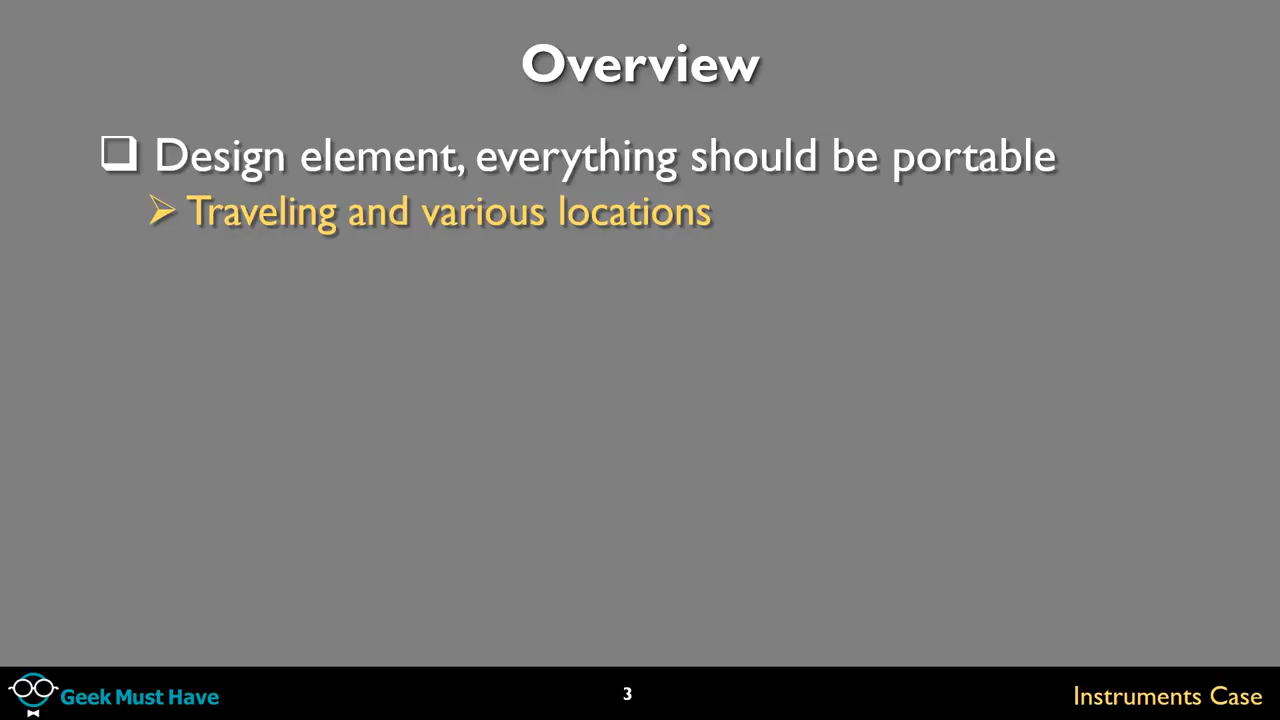 Overview
Design element, everything should be portable
Traveling and various locations
Geek Must Have
3
Instruments Case